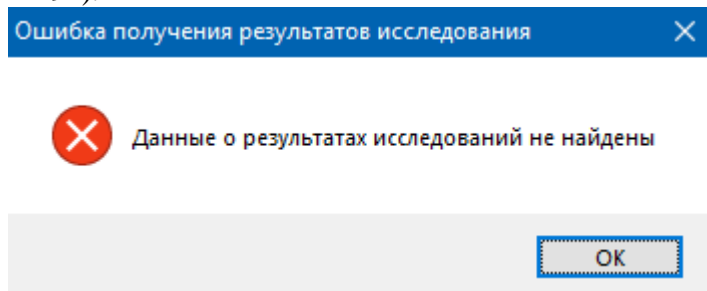 Ошибка получения результатов исследования
Данные о результатах исследований не найдены
OK